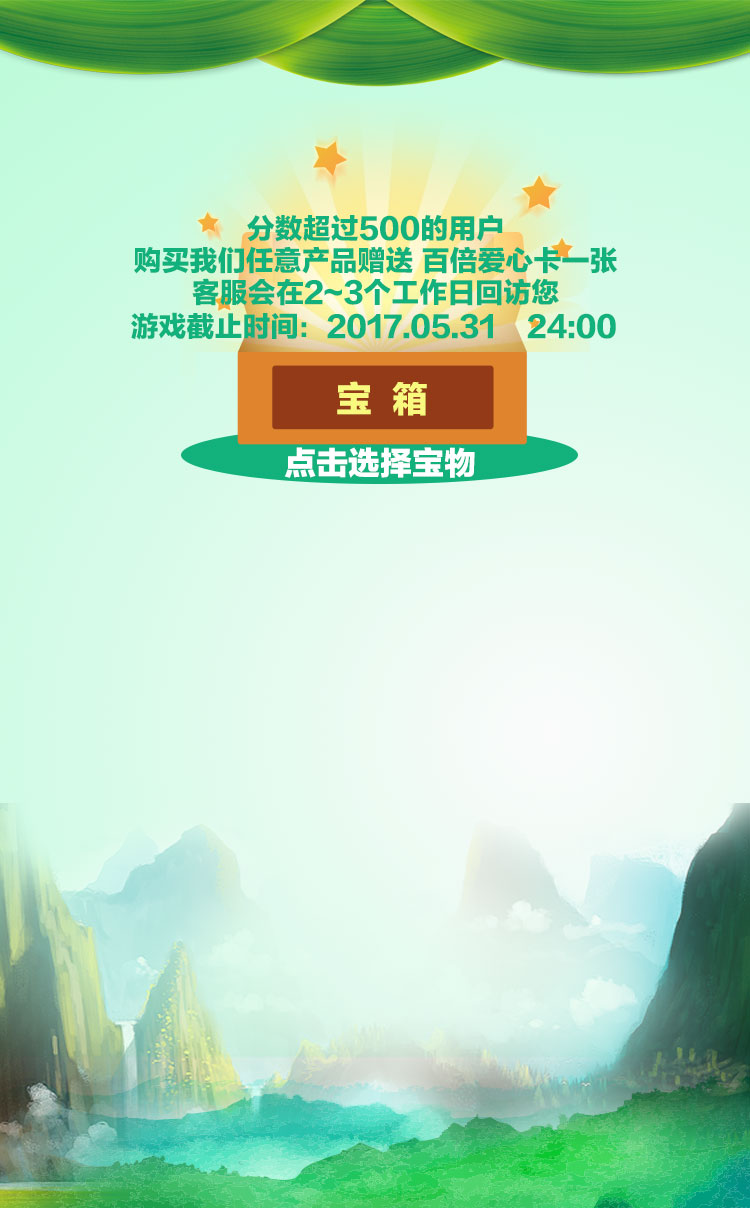 分数超过500的用户
购买我们任意产品赠送 百倍爱心卡一张
客服会在2~3个工作日回访您
游戏截止时间：2017.05.31 24:00
宝 箱
点击选择宝物